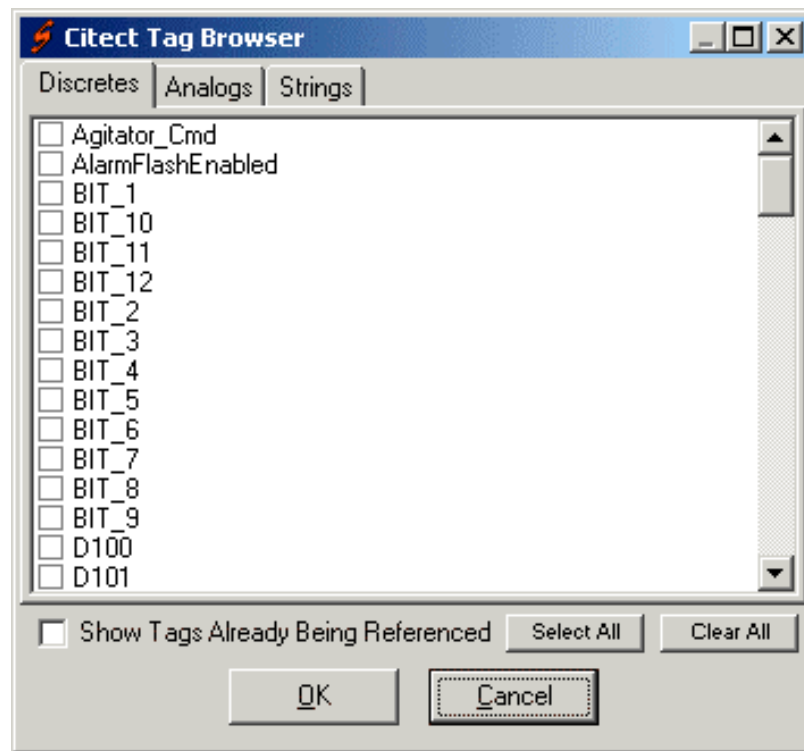 Citect Tag Browser
Discretes Analogs Strings
Agitator_Cmd
AlarmFlashEnabled
BIT_1
BIT_10
BIT_11
BIT_12
BIT_2
BIT_3
BIT_4
BIT_5
BIT_6
BIT_7
BIT_8
BIT_9
D100
D101
Show Tags Already Being Referenced Select All Clear All
OK Cancel